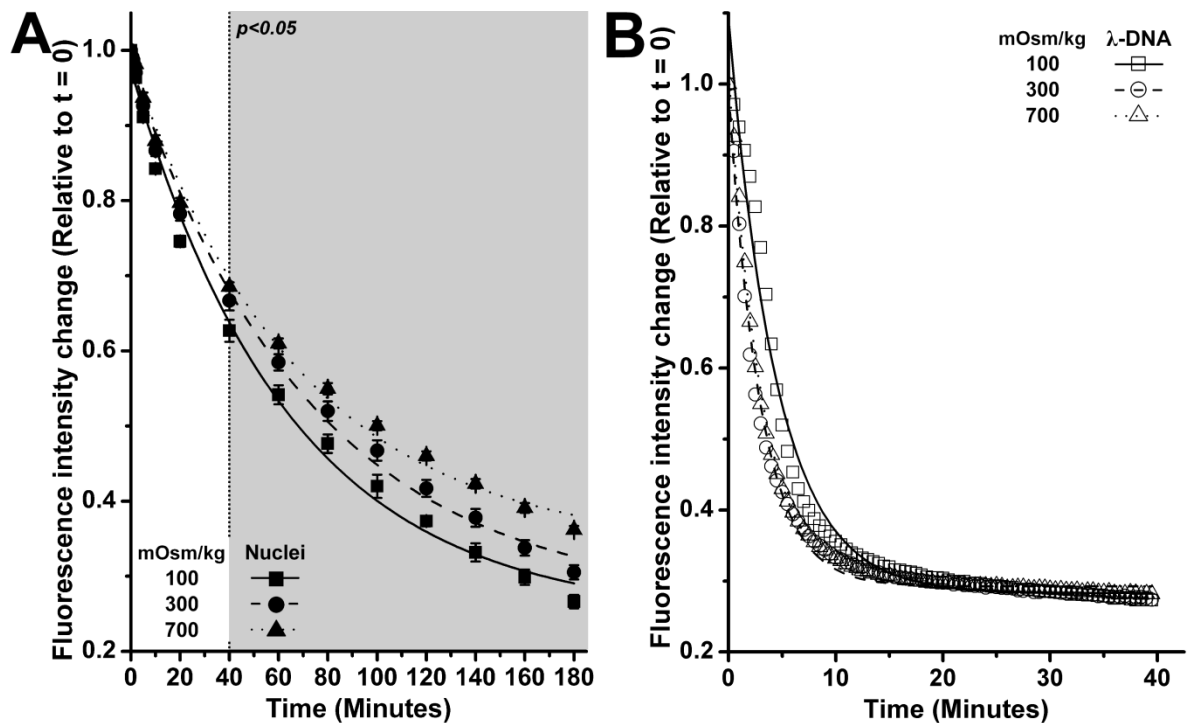 A
p<0.05
Fluorescence intensity change (Relative to t = 0)
1.0
0.8
0.6
0.4
0.2
mOsm/kg Nuclei
100
300
700
0 20 40 60 80 100 120 140 160 180
Time (Minutes)
B
mOsm/kg λ-DNA
100
300
700
Fluorescence intensity change (Relative to t = 0)
1.0
0.8
0.6
0.4
0.2
0 10 20 30 40
Time (Minutes)